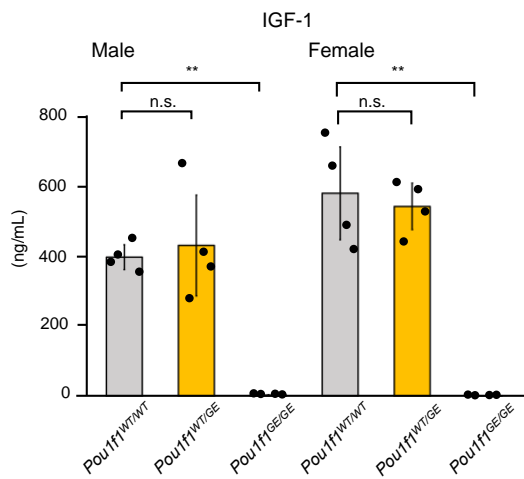 IGF-1
Male Female
** **
n.s. n.s.
800
600
400
200
0
(ng/mL)
Pou1f1WT/WT Pou1f1WT/GE Pou1f1GE/GE Pou1f1WT/WT Pou1f1WT/GE Pou1f1GE/GE